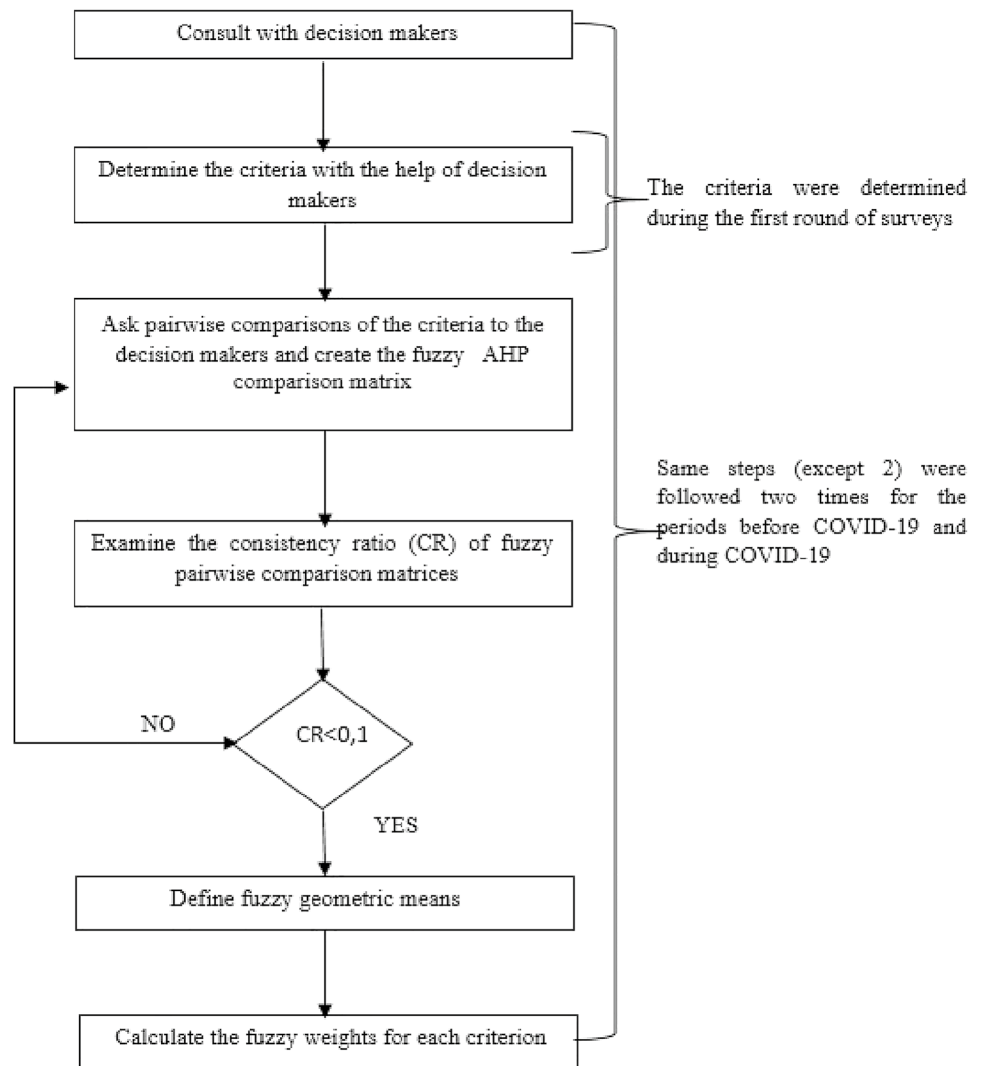 Consult with decision makers
Determine the criteria with the help of decision
makers
The criteria were determined
during the first round of surveys
Ask pairwise comparisons of the criteria to the
decision makers and create the fuzzy AHP
comparison matrix
Same steps (except 2) were
followed two times for the
periods before COVID-19 and
during COVID-19
Examine the consistency ratio (CR) of fuzzy
pairwise comparison matrices
NO
CR<0,1
YES
Define fuzzy geometric means
Calculate the fuzzy weights for each criterion